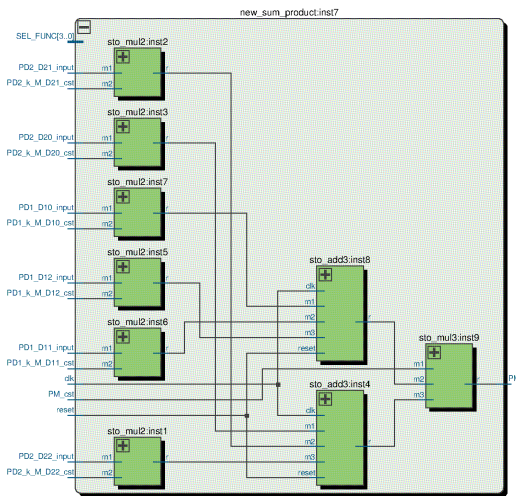 new_sum_product:inst7
SEL_FUNC[3..0]
sto_mul2:inst2
PD2_D21_input m1 r
PD2_k_M_D21_cst m2
sto_mul2:inst3
PD2_D20_input m1 r
PD2_k_M_D20_cst m2
sto_mul2:inst7
PD1_D10_input m1 r
PD1_k_M_D10_cst m2
sto_mul2:inst5
PD1_D12_input m1 r
PD1_k_M_D12_cst m2
sto_mul2:inst6
PD1_D11_input m1 r
PD1_k_M_D11_cst m2
clk
PM_cst
reset
sto_mul2:inst1
PD2_D22_input m1 r
PD2_k_M_D22_cst m2
sto_add3:inst8
clk
m1
m2 r
m3
reset
sto_add3:inst4
clk
m1
m2 r
m3
reset
sto_mul3:inst9
m1
m2 r
m3